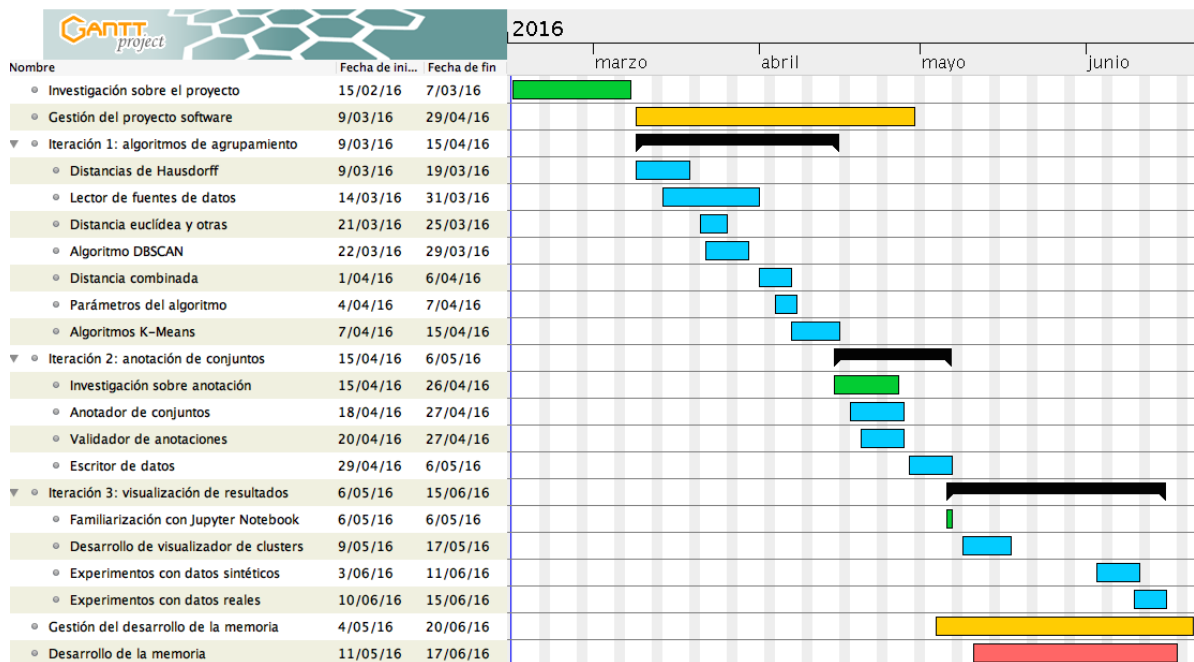 GANTT
project
2016
Nombre Fecha de ini... Fecha de fin marzo abril mayo junio
Investigación sobre el proyecto 15/02/16 7/03/16
Gestión del proyecto software 9/03/16 29/04/16
Iteración 1: algoritmos de agrupamiento 9/03/16 15/04/16
Distancias de Hausdorff 9/03/16 19/03/16
Lector de fuentes de datos 14/03/16 31/03/16
Distancia euclídea y otras 21/03/16 25/03/16
Algoritmo DBSCAN 22/03/16 29/03/16
Distancia combinada 1/04/16 6/04/16
Parámetros del algoritmo 4/04/16 7/04/16
Algoritmos K-Means 7/04/16 15/04/16
Iteración 2: anotación de conjuntos 15/04/16 6/05/16
Investigación sobre anotación 15/04/16 26/04/16
Anotador de conjuntos 18/04/16 27/04/16
Validador de anotaciones 20/04/16 27/04/16
Escritor de datos 29/04/16 6/05/16
Iteración 3: visualización de resultados 6/05/16 15/06/16
Familiarización con Jupyter Notebook 6/05/16 6/05/16
Desarrollo de visualizador de clusters 9/05/16 17/05/16
Experimentos con datos sintéticos 3/06/16 11/06/16
Experimentos con datos reales 10/06/16 15/06/16
Gestión del desarrollo de la memoria 4/05/16 20/06/16
Desarrollo de la memoria 11/05/16 17/06/16